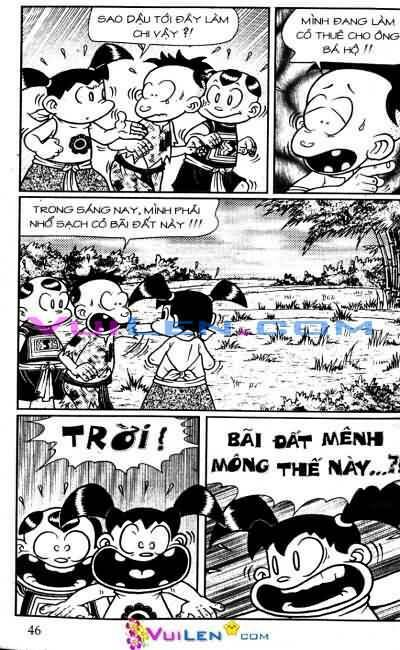 SAO DẬU TỚI ĐÂY LÀM
CHI VẬY ?!
MÌNH ĐANG LÀM
CỎ THUÊ CHO ÔNG
BÁ HỘ !!
TRONG SÁNG NAY, MÌNH PHẢI
NHỔ SẠCH CỎ BÃI ĐẤT NÀY !!!
VUILEN.COM
TRỜI!
BÃI ĐẤT MÊNH
MÔNG THẾ NÀY...?!
46
VUILEN.COM